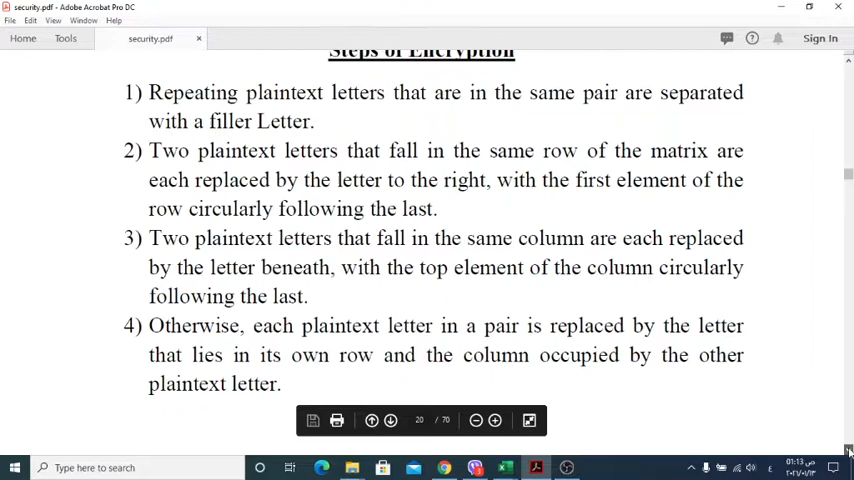 security.pdf - Adobe Acrobat Pro DC
File Edit View Window Help
Home Tools security.pdf × Sign In
Steps of Encryption
1) Repeating plaintext letters that are in the same pair are separated
with a filler Letter.
2) Two plaintext letters that fall in the same row of the matrix are
each replaced by the letter to the right, with the first element of the
row circularly following the last.
3) Two plaintext letters that fall in the same column are each replaced
by the letter beneath, with the top element of the column circularly
following the last.
4) Otherwise, each plaintext letter in a pair is replaced by the letter
that lies in its own row and the column occupied by the other
plaintext letter.
20 / 70
Type here to search
ع
01:13 ص